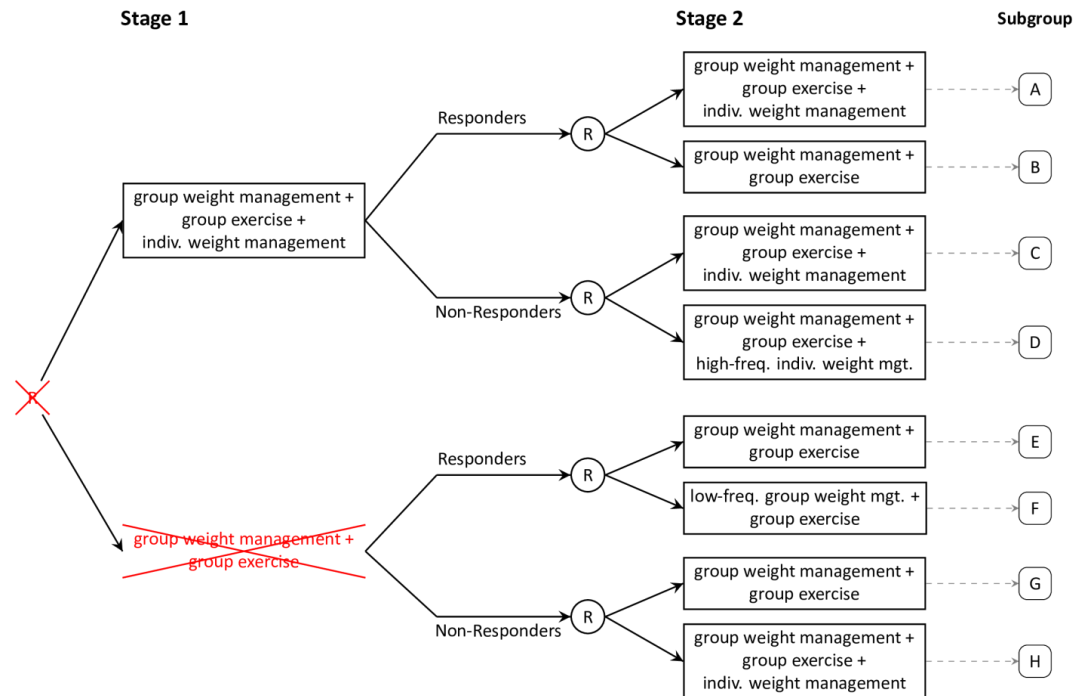 Stage 1
Stage 2
Subgroup
group weight management +
group exercise +
indiv. weight management
A
Responders
R
group weight management +
group exercise
B
group weight management +
group exercise +
indiv. weight management
group weight management +
group exercise +
indiv. weight management
C
Non-Responders
R
group weight management +
group exercise +
high-freq. indiv. weight mgt.
D
R
group weight management +
group exercise
E
Responders
R
low-freq. group weight mgt. +
group exercise
F
group weight management +
group exercise
group weight management +
group exercise
G
Non-Responders
R
group weight management +
group exercise +
indiv. weight management
H